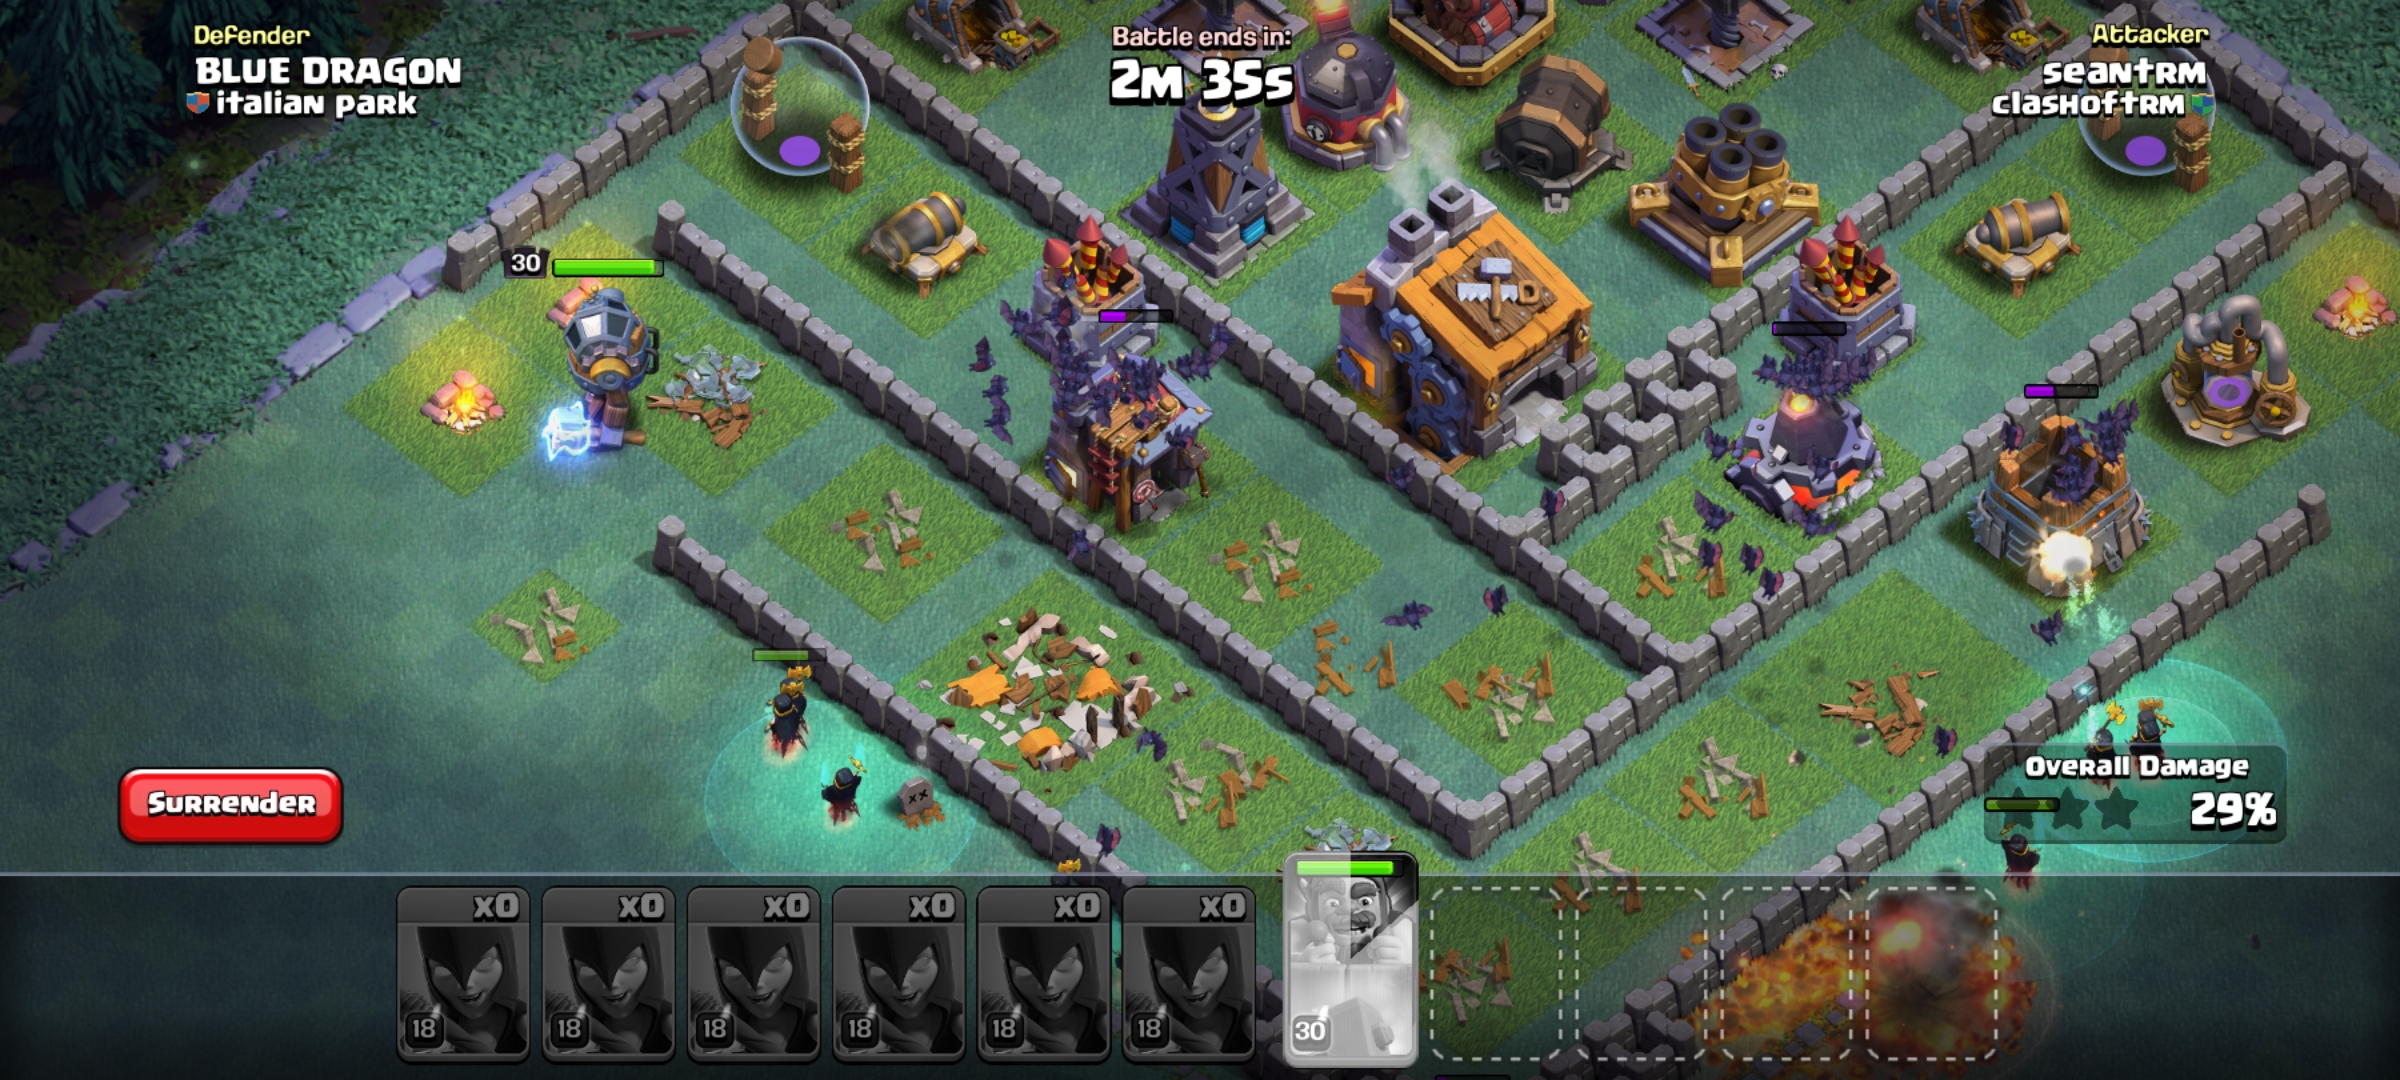 Defender
BLUE DRAGON
italian park
Battle ends in:
2M 35s
Attacker
seantRM
clashoftRM
30
Surrender
Overall Damage
29%
x0
x0
x0
x0
x0
x0
18
18
18
18
18
18
30